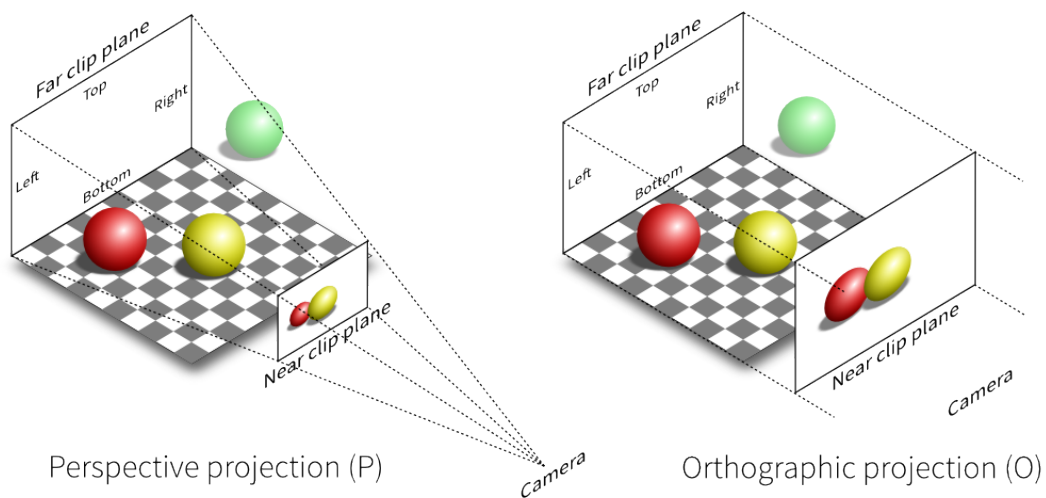 Far clip plane
Top
Right
Left
Bottom
Near clip plane
Camera
Perspective projection (P)
Far clip plane
Top
Right
Left
Bottom
Near clip plane
Camera
Orthographic projection (O)